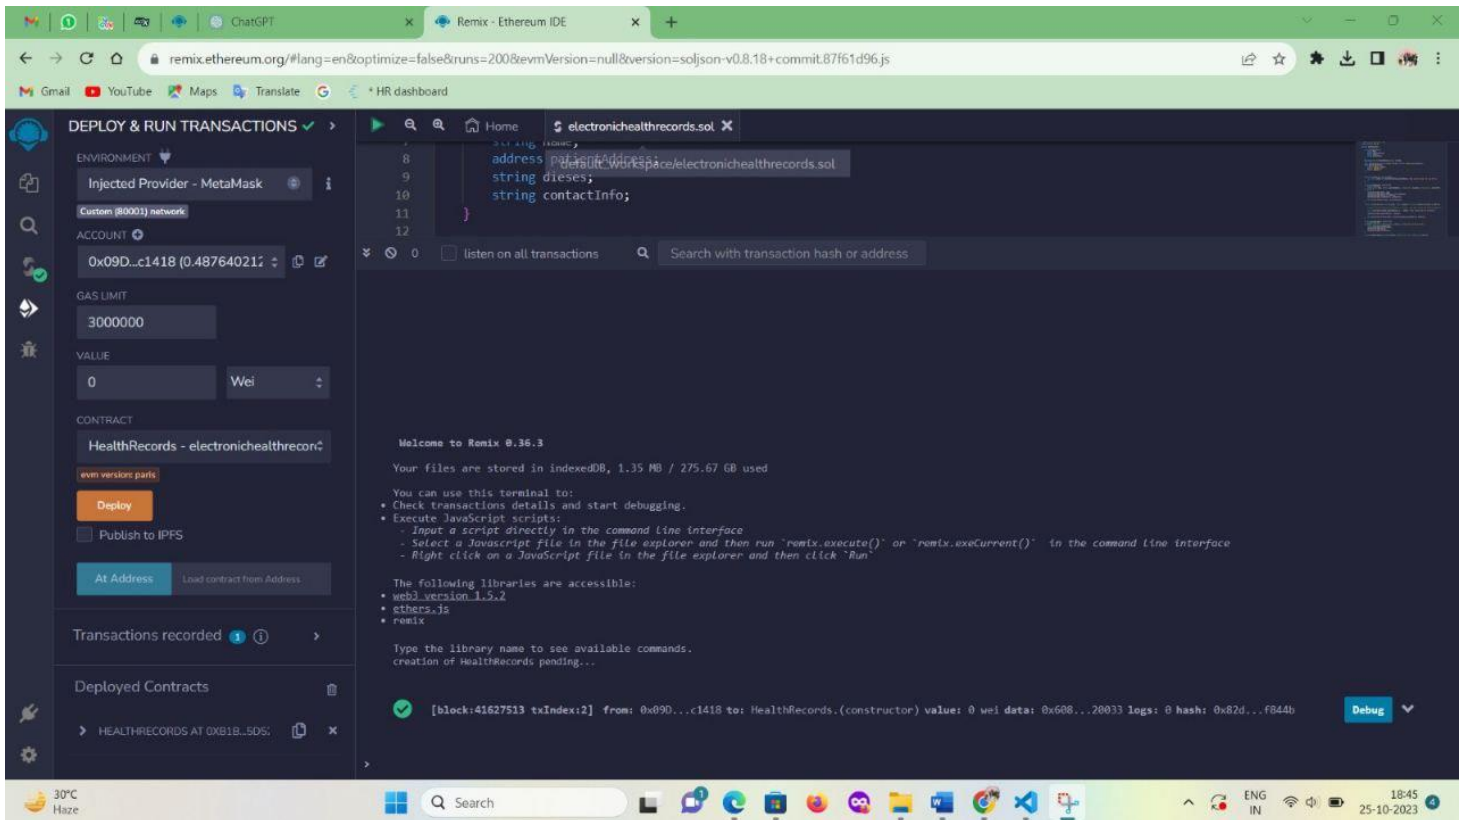 ChatGPT
Remix - Ethereum IDE
remix.ethereum.org/#lang=en&optimize=false&runs=200&evmVersion=null&version=soljson-v0.8.18+commit.87f61d96.js
Gmail YouTube Maps Translate HR dashboard
DEPLOY & RUN TRANSACTIONS
ENVIRONMENT
Injected Provider - MetaMask
Custom (80001) network
ACCOUNT
0x09D...c1418 (0.487640212
GAS LIMIT
3000000
VALUE
0 Wei
CONTRACT
HealthRecords - electronichealthrecor
evm version: paris
Deploy
Publish to IPFS
At Address Load contract from Address
Transactions recorded 1
Deployed Contracts
HEALTHRECORDS AT 0XB1B...5D5
Home electronichealthrecords.sol
string name;
8 address patientAddress;
default_workspace/electronichealthrecords.sol
9 string dieses;
10 string contactInfo;
11 }
12
0 listen on all transactions Search with transaction hash or address
Welcome to Remix 0.36.3
Your files are stored in indexedDB, 1.35 MB / 275.67 GB used
You can use this terminal to:
• Check transactions details and start debugging.
• Execute JavaScript scripts:
- Input a script directly in the command line interface
- Select a Javascript file in the file explorer and then run `remix.execute()` or `remix.exeCurrent()` in the command line interface
- Right click on a JavaScript file in the file explorer and then click `Run`
The following libraries are accessible:
• web3 version 1.5.2
• ethers.js
• remix
Type the library name to see available commands.
creation of HealthRecords pending...
[block:41627513 txIndex:2] from: 0x09D...c1418 to: HealthRecords.(constructor) value: 0 wei data: 0x608...20033 logs: 0 hash: 0x82d...f844b
Debug
>
30°C
Haze
Search
ENG
IN
18:45
25-10-2023